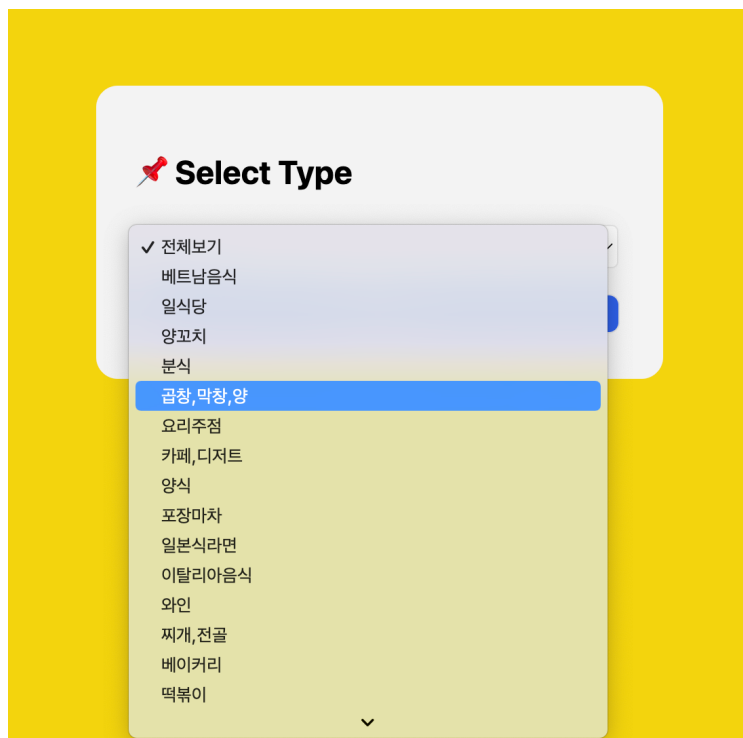 Select Type
전체보기
베트남음식
일식당
양꼬치
분식
곱창,막창,양
요리주점
카페,디저트
양식
포장마차
일본식라면
이탈리아음식
와인
찌개,전골
베이커리
떡볶이